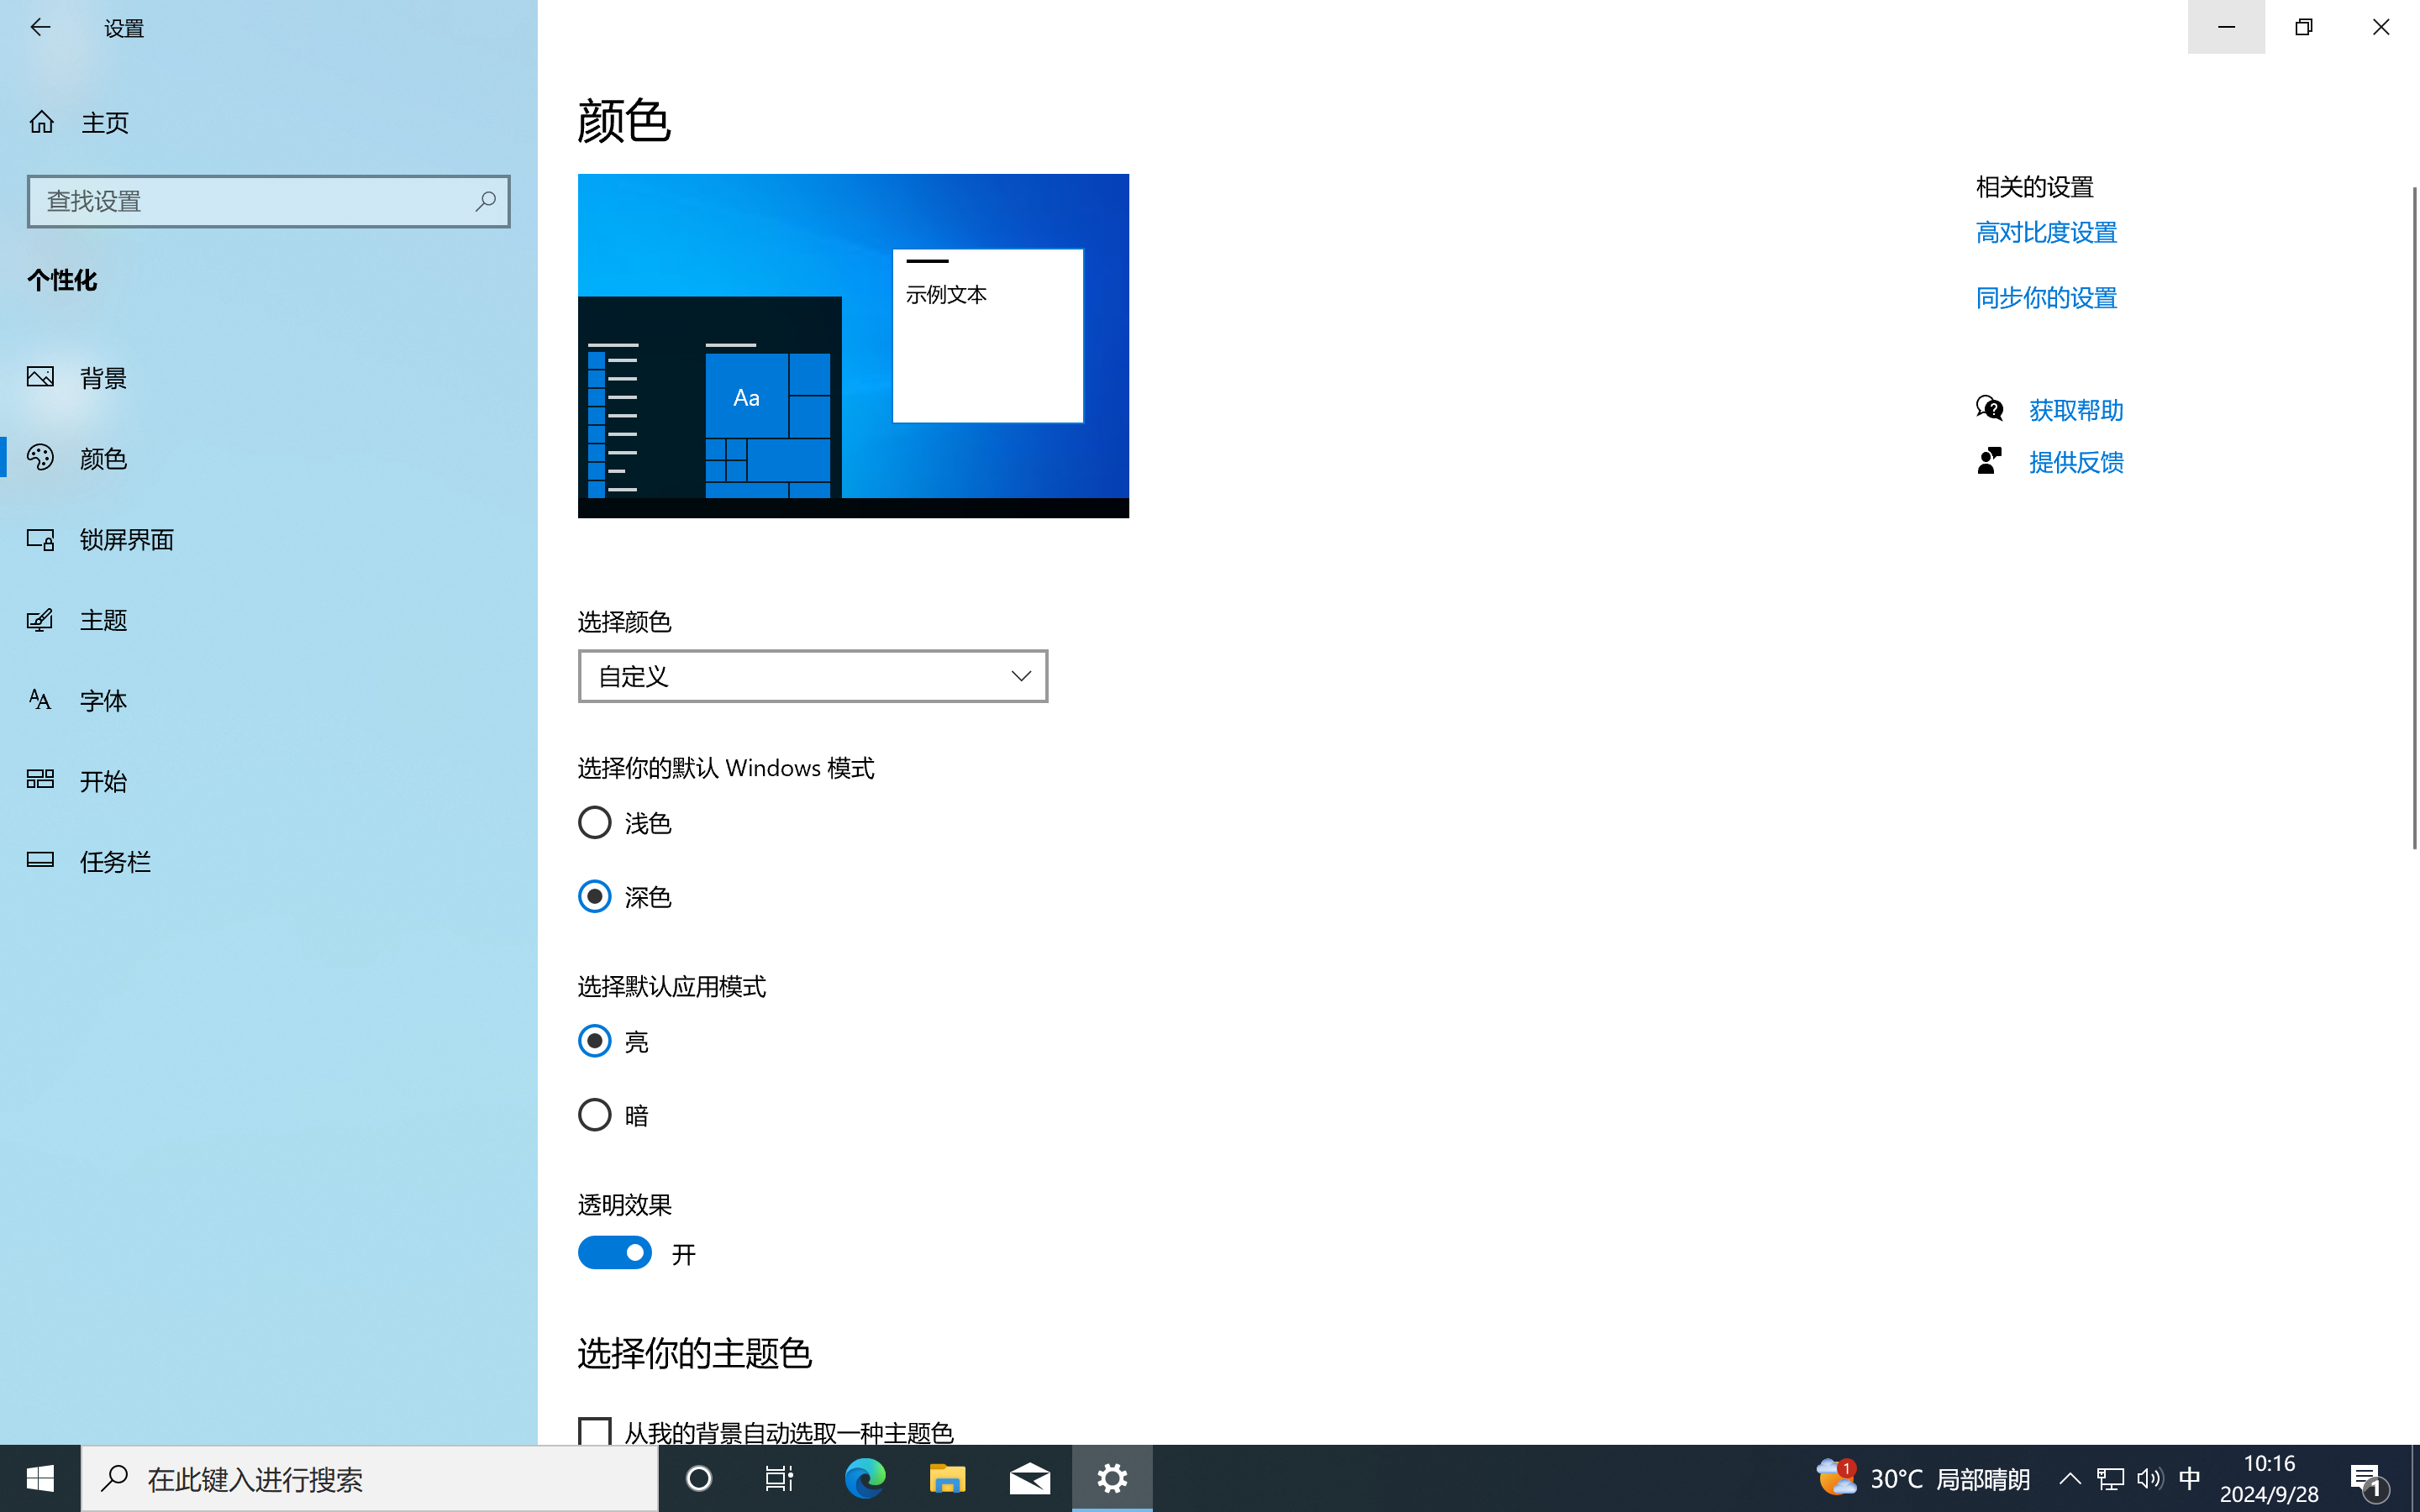 设置
主页
查找设置
个性化
背景
颜色
锁屏界面
主题
字体
开始
任务栏
颜色
示例文本
Aa
选择颜色
自定义
选择你的默认 Windows 模式
浅色
深色
选择默认应用模式
亮
暗
透明效果
开
选择你的主题色
从我的背景自动选取一种主题色
相关的设置
高对比度设置
同步你的设置
获取帮助
提供反馈
在此键入进行搜索
1
30°C 局部晴朗
中
10:16
2024/9/28
1